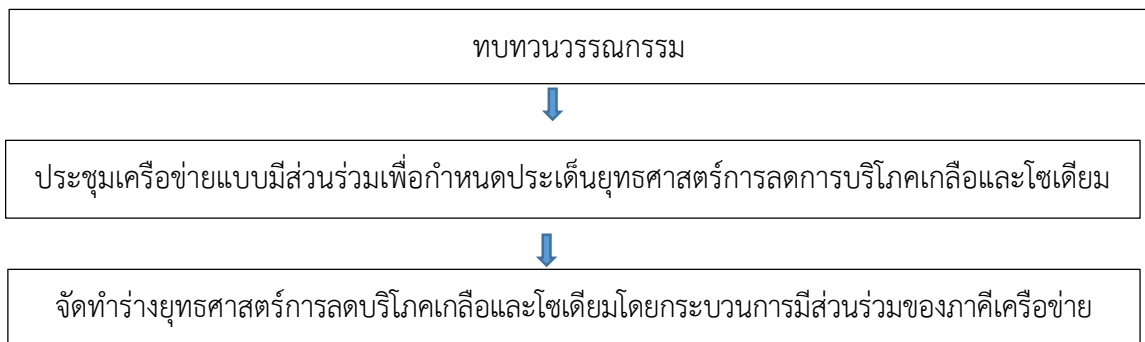 ทบทวนวรรณกรรม
ประชุมเครือข่ายแบบมีส่วนร่วมเพื่อกำหนดประเด็นยุทธศาสตร์การลดการบริโภคเกลือและโซเดียม
จัดทำร่างยุทธศาสตร์การลดบริโภคเกลือและโซเดียมโดยกระบวนการมีส่วนร่วมของภาคีเครือข่าย